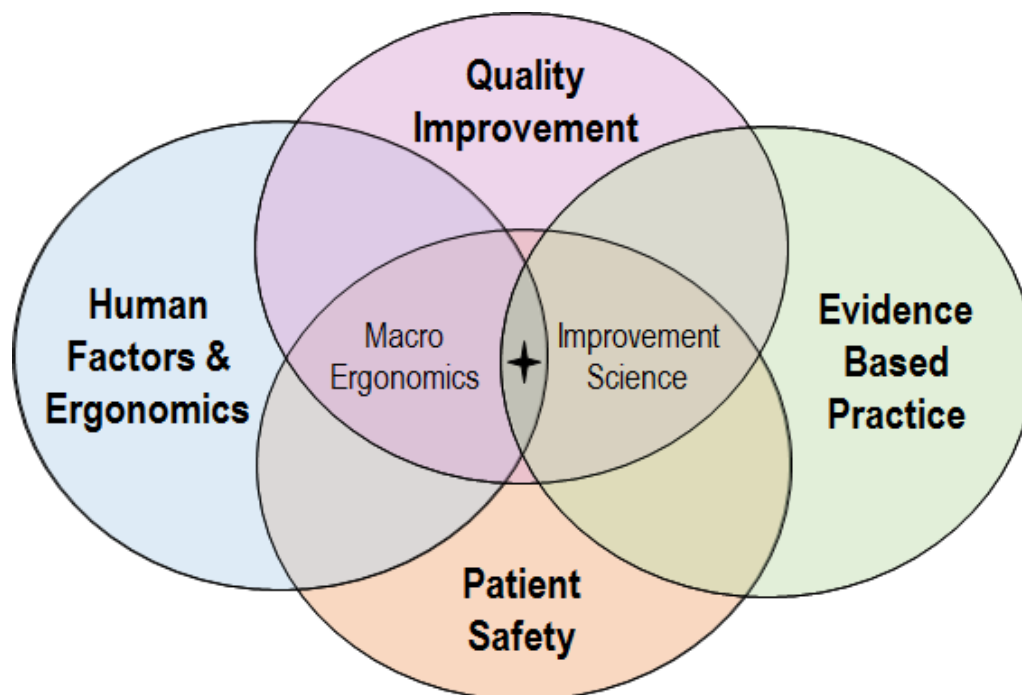 Quality
Improvement
Human
Factors &
Ergonomics
Macro
Ergonomics
Improvement
Science
Evidence
Based
Practice
Patient
Safety